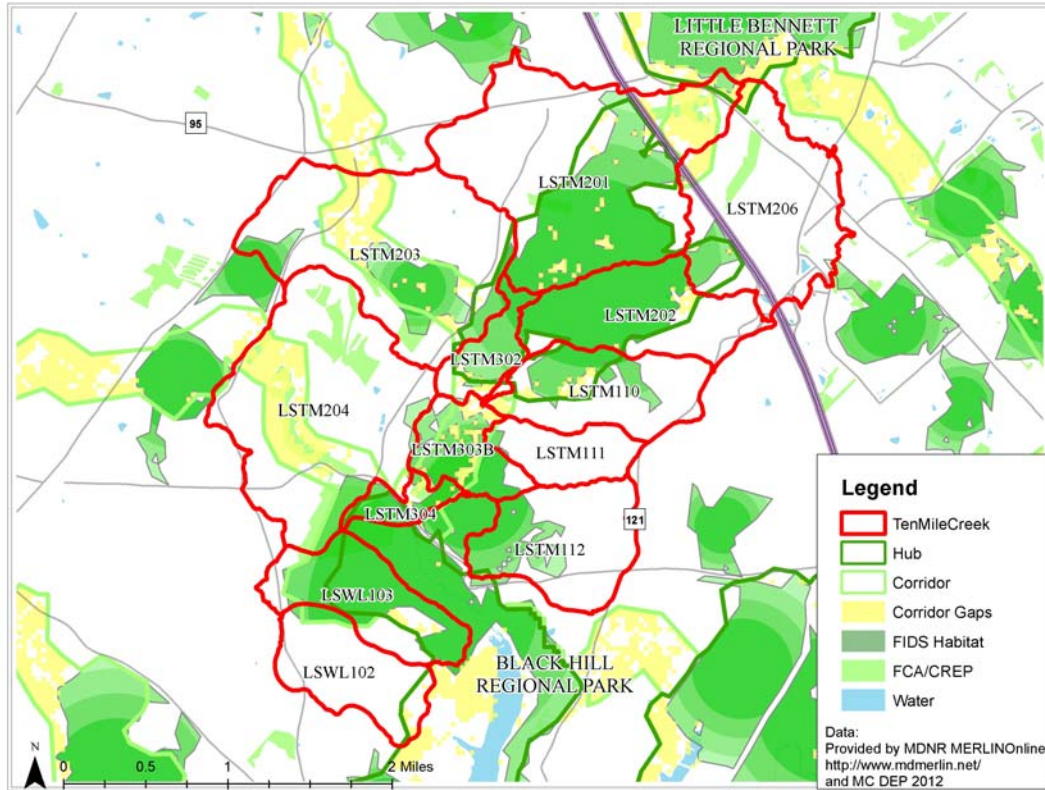 LITTLE BENNETT
REGIONAL PARK
95
LSTM201
LSTM206
LSTM203
LSTM202
LSTM302
LSTM110
LSTM204
LSTM303B
LSTM111
LSTM304
121
LSTM112
LSWL103
LSWL102
BLACK HILL
REGIONAL PARK
N
0 0.5 1 2 Miles
Legend
TenMileCreek
Hub
Corridor
Corridor Gaps
FIDS Habitat
FCA/CREP
Water
Data:
Provided by MDNR MERLINOnline
http://www.mdmerlin.net/
and MC DEP 2012